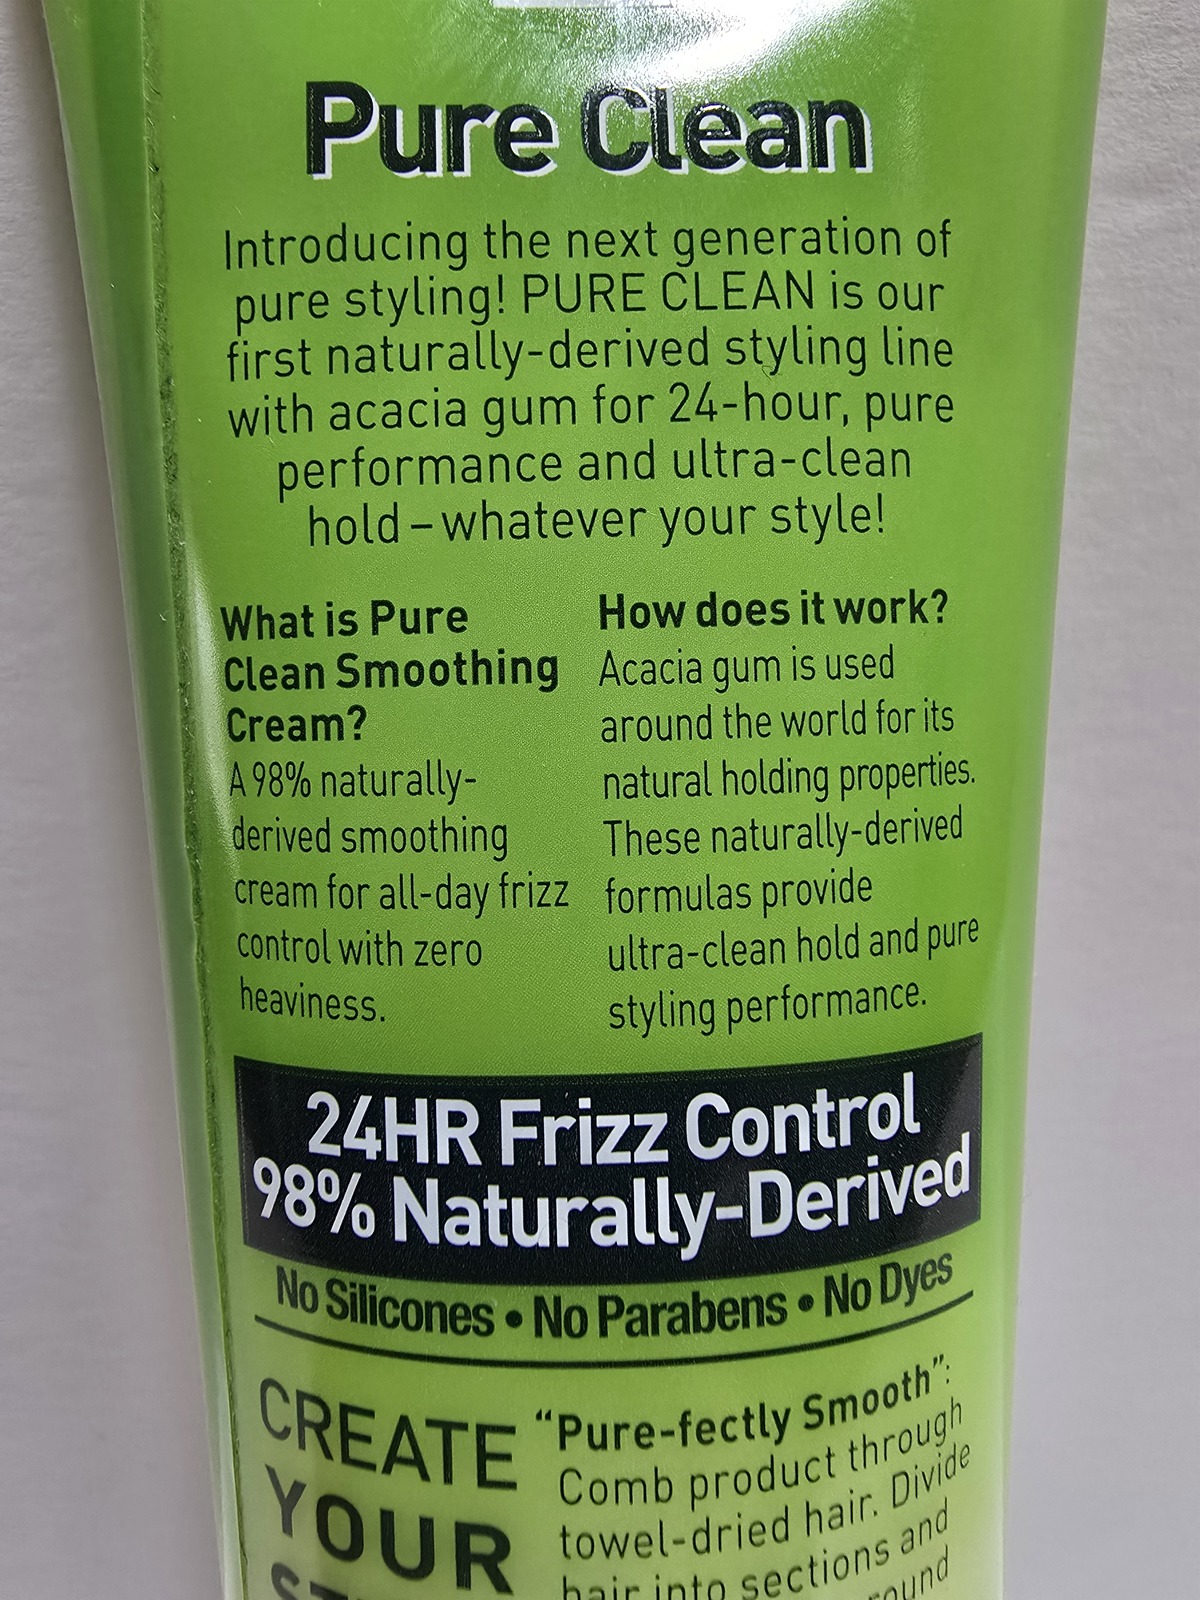 Pure Clean
Introducing the next generation of
pure styling! PURE CLEAN is our
first naturally-derived styling line
with acacia gum for 24-hour, pure
performance and ultra-clean
hold – whatever your style!
What is Pure
Clean Smoothing
Cream?
A 98% naturally-
derived smoothing
cream for all-day frizz
control with zero
heaviness.
How does it work?
Acacia gum is used
around the world for its
natural holding properties.
These naturally-derived
formulas provide
ultra-clean hold and pure
styling performance.
24HR Frizz Control
98% Naturally-Derived
No Silicones • No Parabens • No Dyes
CREATE
YOUR
"Pure-fectly Smooth":
Comb product through
towel-dried hair. Divide
hair into sections and